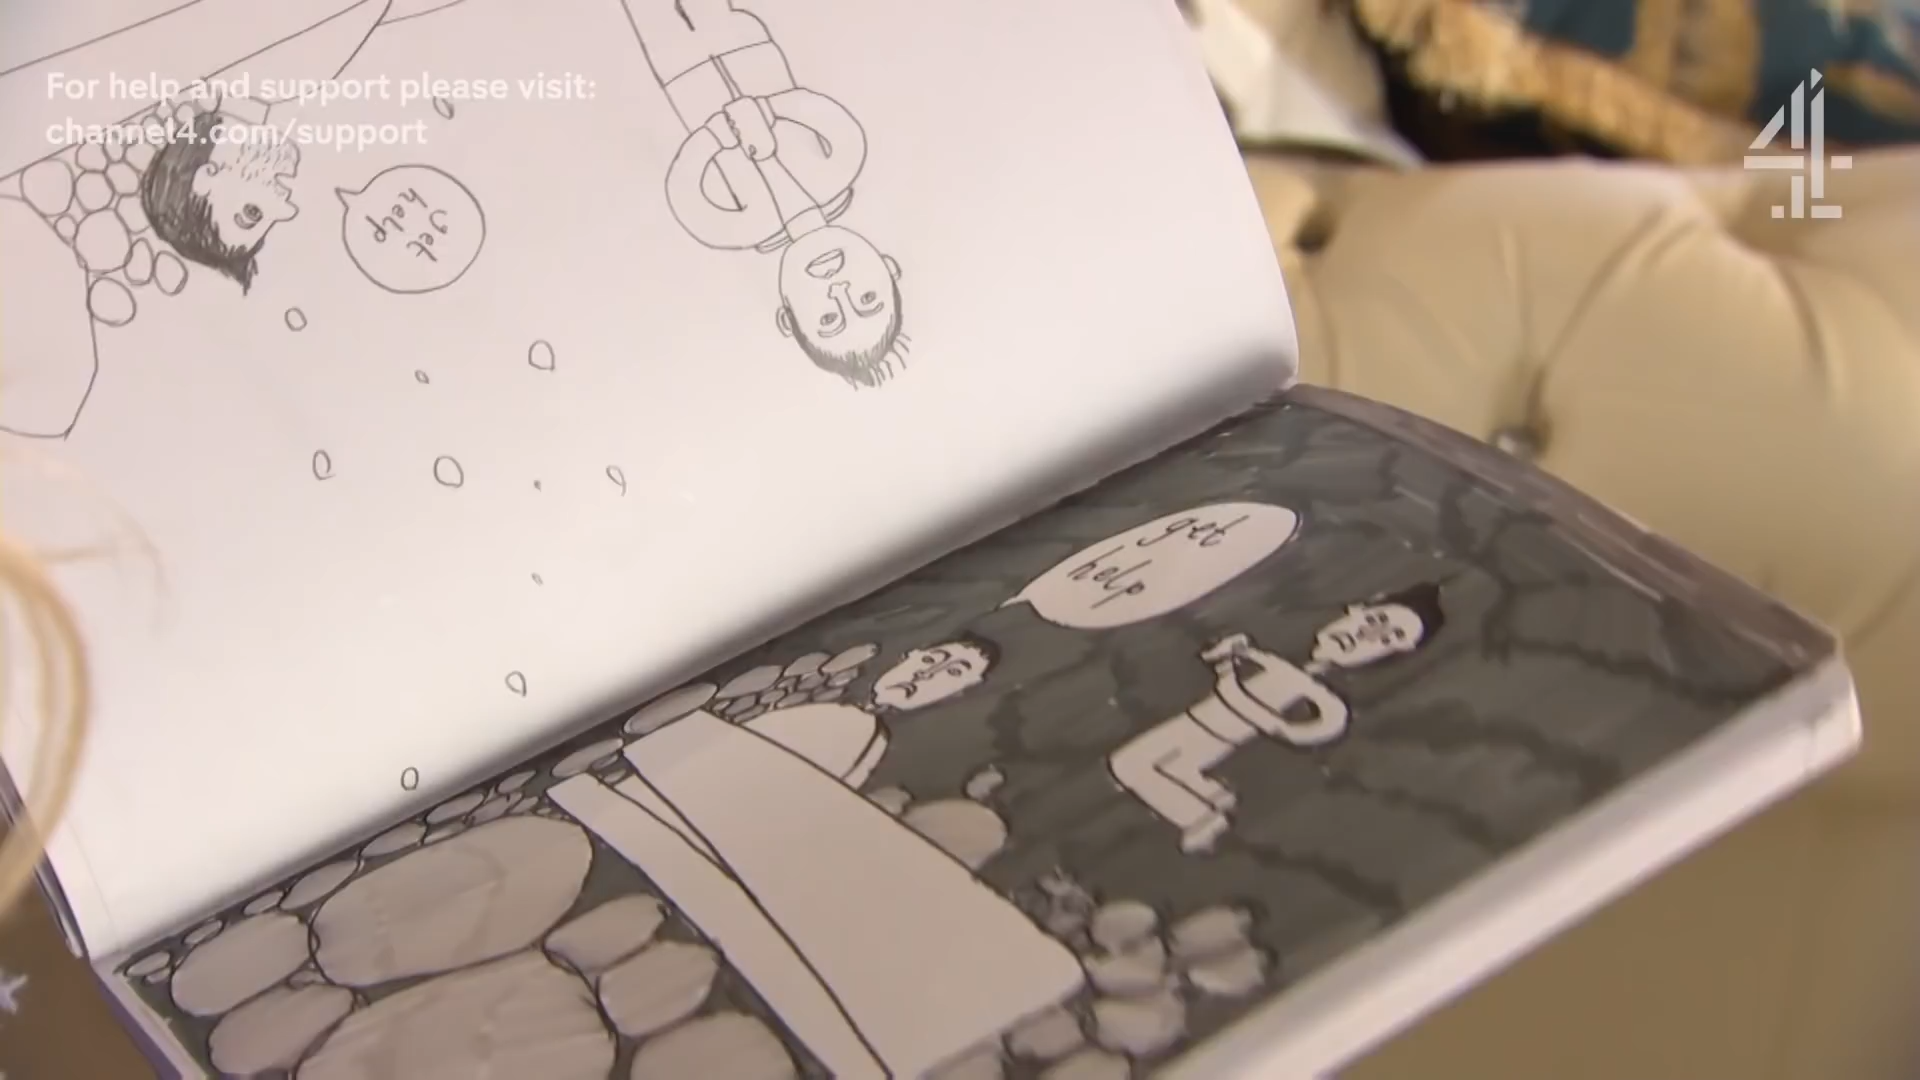 For help and support please visit:
channel4.com/support
get
help
get
help